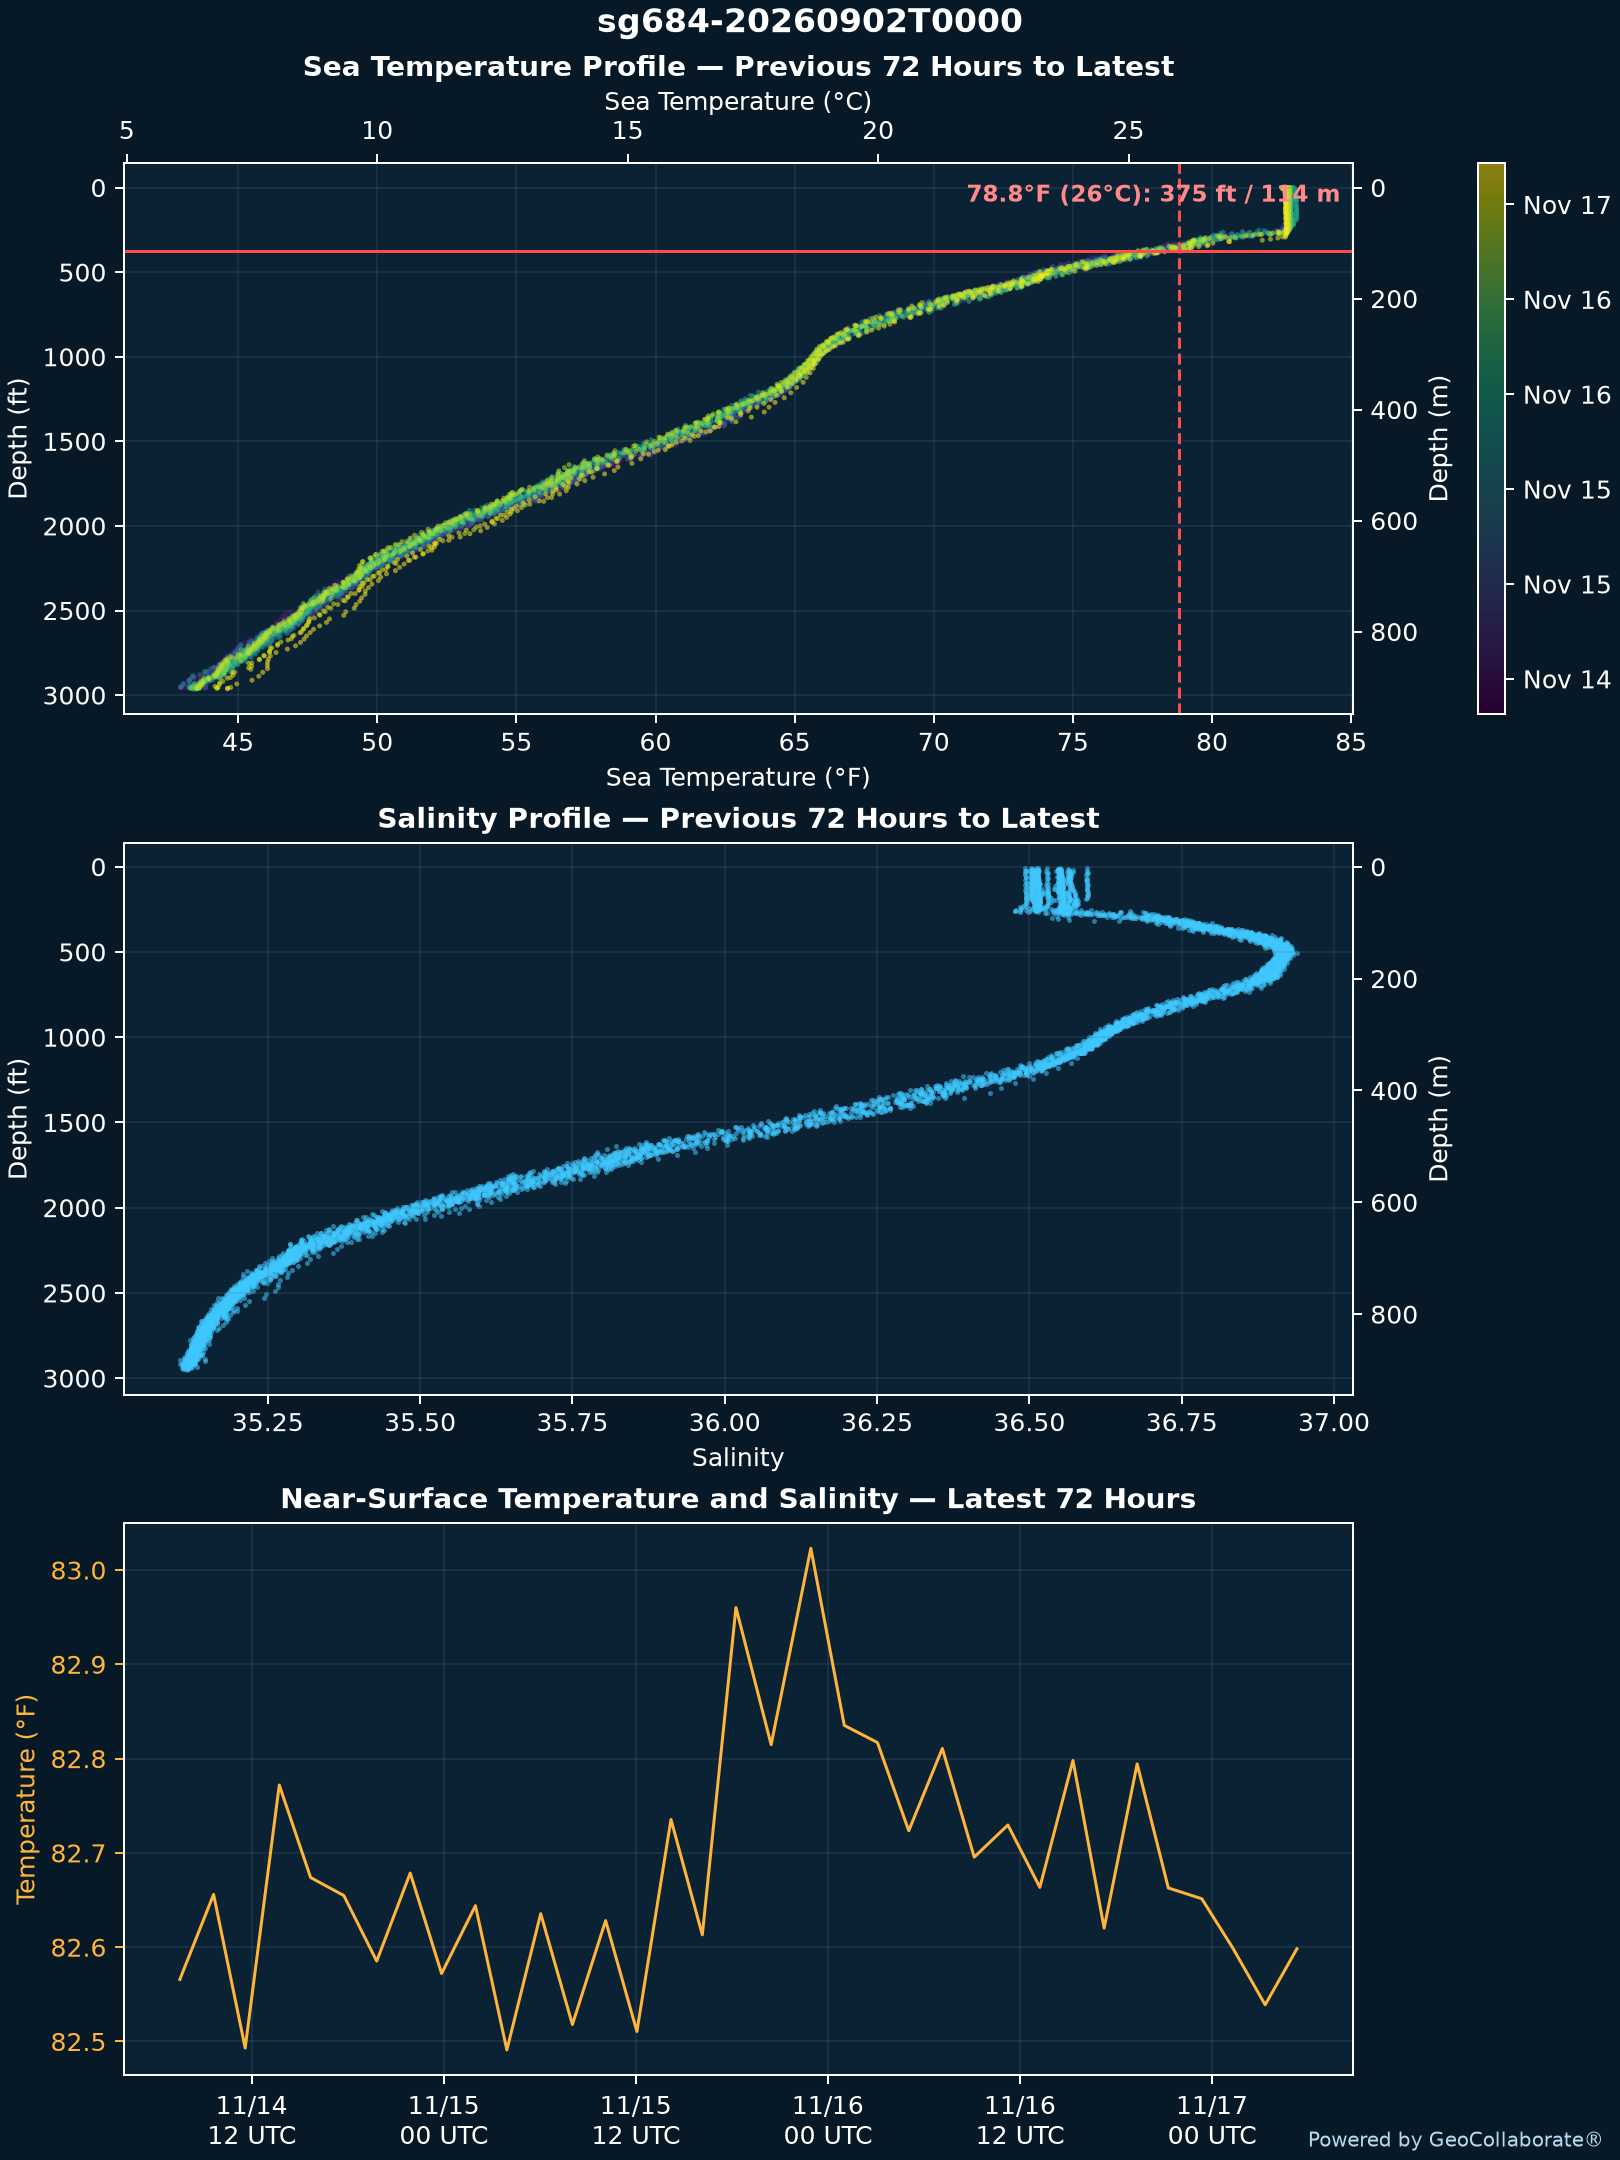 sg684-20260902T0000
Sea Temperature Profile — Previous 72 Hours to Latest
Sea Temperature (°C)
5 10 15 20 25
78.8°F (26°C): 375 ft / 114 m
0
500
1000
1500
2000
2500
3000
Depth (ft)
0
200
400
600
800
Depth (m)
Nov 17
Nov 16
Nov 16
Nov 15
Nov 15
Nov 14
45 50 55 60 65 70 75 80 85
Sea Temperature (°F)
Salinity Profile — Previous 72 Hours to Latest
0
500
1000
1500
2000
2500
3000
Depth (ft)
0
200
400
600
800
Depth (m)
35.25 35.50 35.75 36.00 36.25 36.50 36.75 37.00
Salinity
Near-Surface Temperature and Salinity — Latest 72 Hours
83.0
82.9
82.8
82.7
82.6
82.5
Temperature (°F)
11/14 11/15 11/15 11/16 11/16 11/17
12 UTC 00 UTC 12 UTC 00 UTC 12 UTC 00 UTC
Powered by GeoCollaborate®